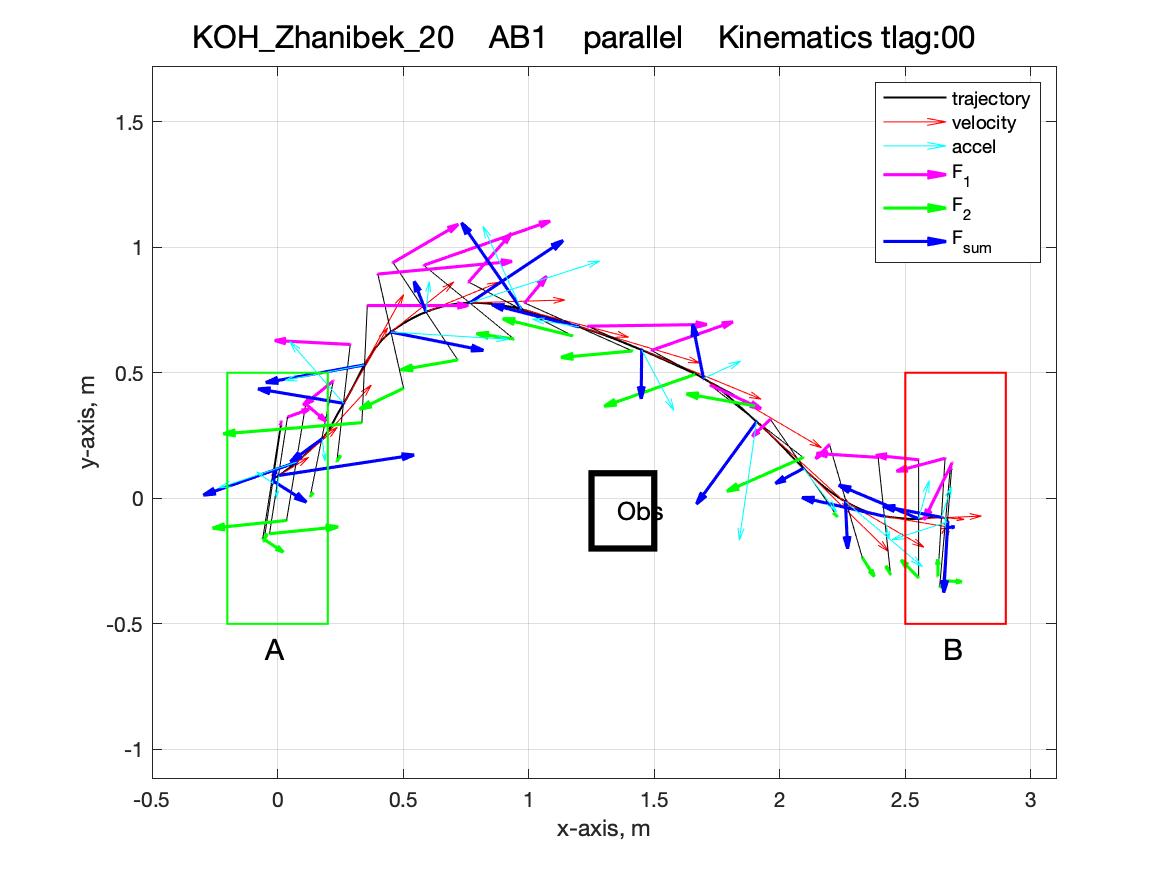 KOH_Zhanibek_20 AB1 parallel Kinematics tlag:00
trajectory
velocity
accel
F1
F2
Fsum
1.5
1
0.5
0
-0.5
-1
y-axis, m
Obs
A
B
-0.5 0 0.5 1 1.5 2 2.5 3
x-axis, m